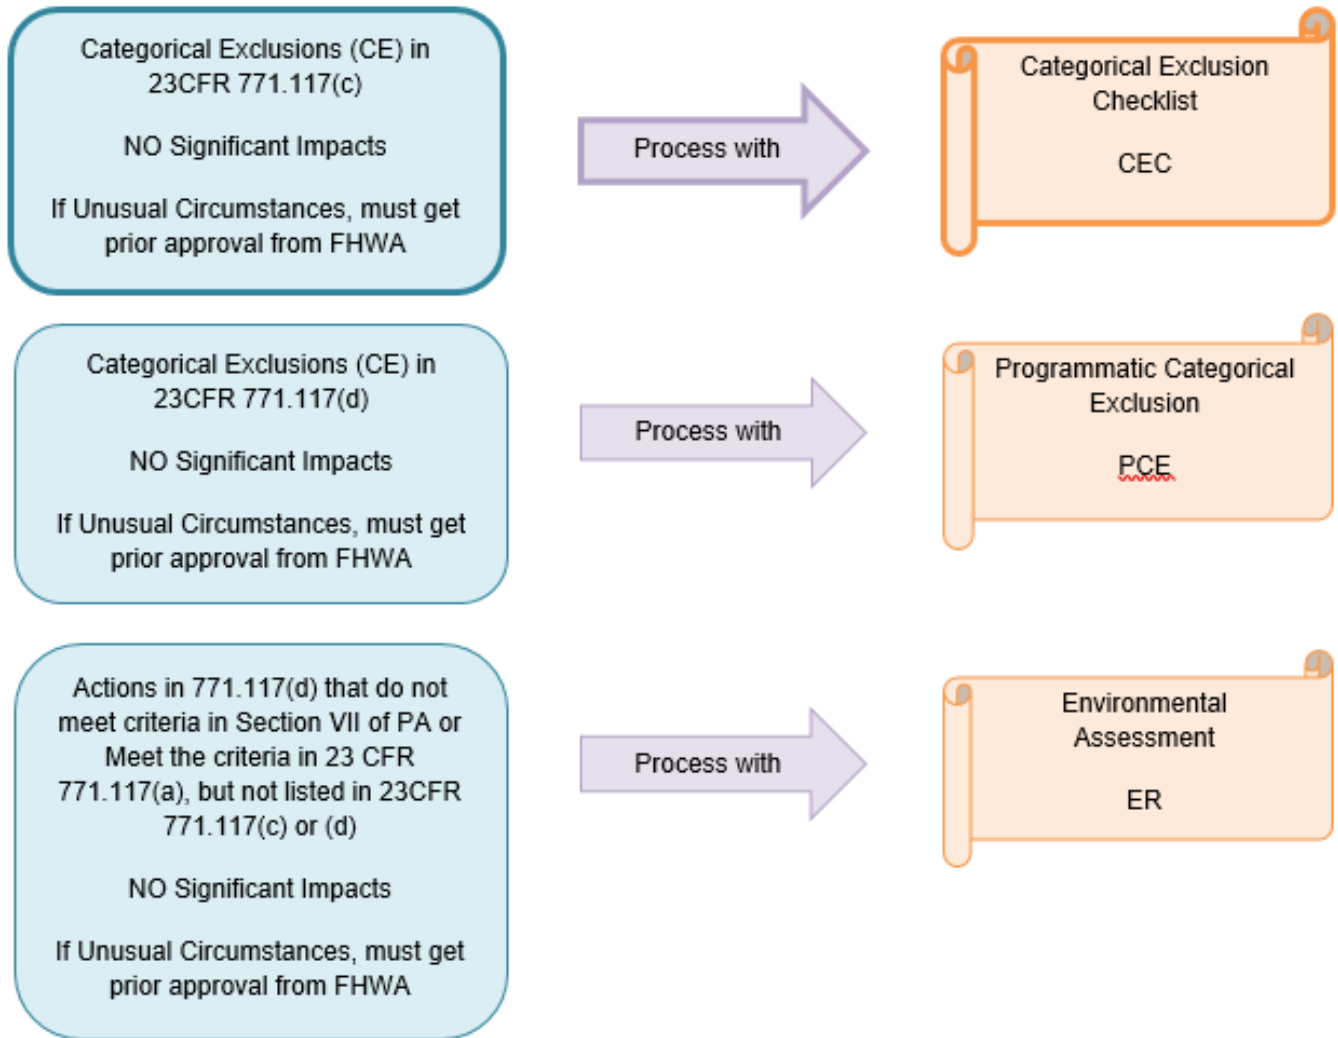 Categorical Exclusions (CE) in
23CFR 771.117(c)
NO Significant Impacts
If Unusual Circumstances, must get
prior approval from FHWA
Process with
Categorical Exclusion
Checklist
CEC
Categorical Exclusions (CE) in
23CFR 771.117(d)
NO Significant Impacts
If Unusual Circumstances, must get
prior approval from FHWA
Process with
Programmatic Categorical
Exclusion
PCE
Actions in 771.117(d) that do not
meet criteria in Section VII of PA or
Meet the criteria in 23 CFR
771.117(a), but not listed in 23CFR
771.117(c) or (d)
NO Significant Impacts
If Unusual Circumstances, must get
prior approval from FHWA
Process with
Environmental
Assessment
ER